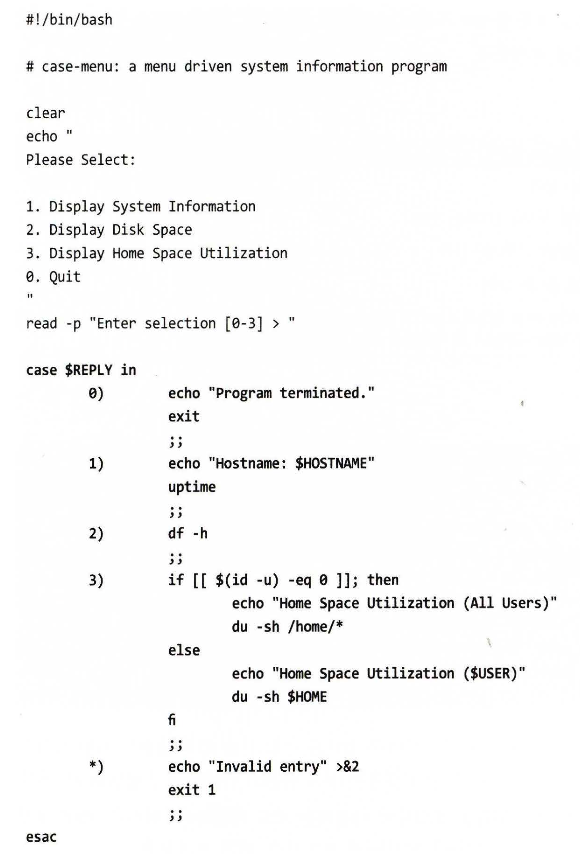 #!/bin/bash
# case-menu: a menu driven system information program
clear
echo "
Please Select:
1. Display System Information
2. Display Disk Space
3. Display Home Space Utilization
0. Quit
"
read -p "Enter selection [0-3] > "
case $REPLY in
0) echo "Program terminated."
exit
;;
1) echo "Hostname: $HOSTNAME"
uptime
;;
2) df -h
;;
3) if [[ $(id -u) -eq 0 ]]; then
echo "Home Space Utilization (All Users)"
du -sh /home/*
else
echo "Home Space Utilization ($USER)"
du -sh $HOME
fi
;;
*) echo "Invalid entry" >&2
exit 1
;;
esac